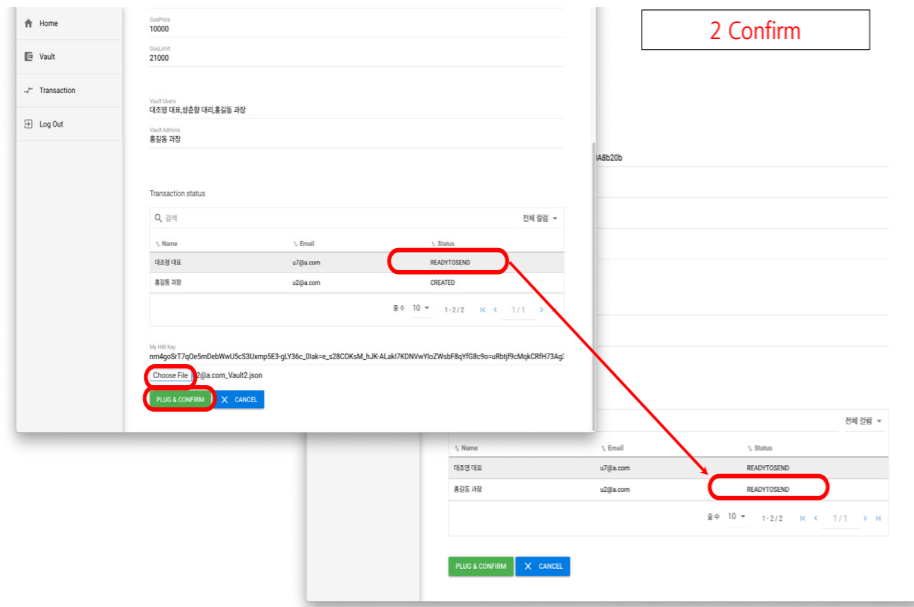 2 Confirm
Home
Vault
Transaction
Log Out
GasPrice
10000
GasLimit
21000
Vault Users
대조영 대표,성춘향 대리,홍길동 과장
Vault Admins
홍길동 과장
Transaction status
검색
전체 컬럼
Name Email Status
대조영 대표 u7@a.com READYTOSEND
홍길동 과장 u2@a.com CREATED
줄 수 10 1-2/2 1/1
My HW Key
Choose File 2@a.com_Vault2.json
PLUG & CONFIRM X CANCEL
A8b20b
전체 컬럼
Name Email Status
대조영 대표 u7@a.com READYTOSEND
홍길동 과장 u2@a.com READYTOSEND
줄 수 10 1-2/2 1/1
PLUG & CONFIRM X CANCEL